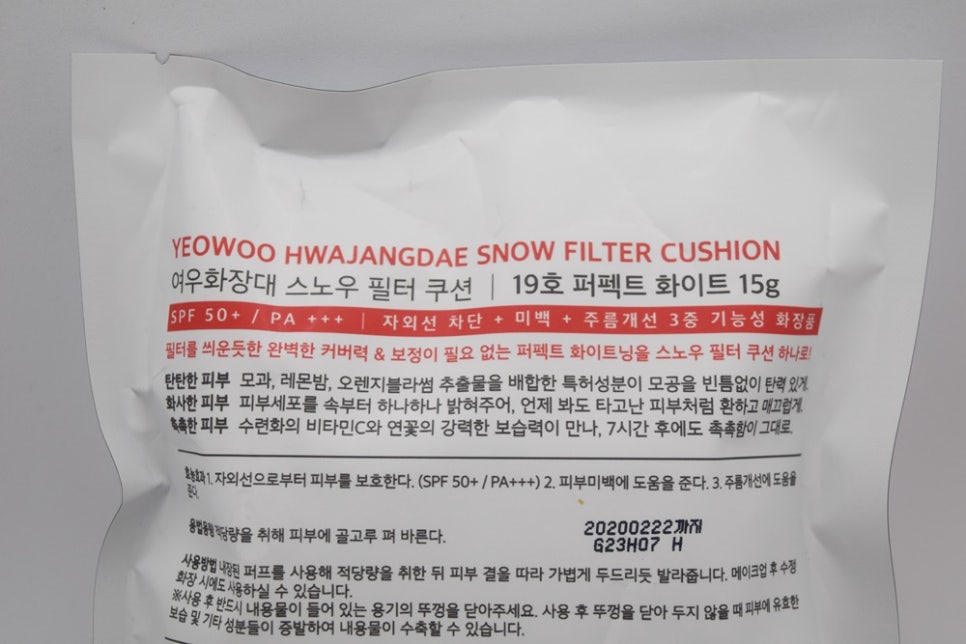 YEOWOO HWAJANGDAE SNOW FILTER CUSHION
여우화장대 스노우 필터 쿠션 | 19호 퍼펙트 화이트 15g
SPF 50+ / PA +++ | 자외선 차단 + 미백 + 주름개선 3중 기능성 화장품
필터를 씌운듯한 완벽한 커버력 & 보정이 필요 없는 퍼펙트 화이트닝을 스노우 필터 쿠션 하나로!
탄탄한 피부 모과, 레몬밤, 오렌지블라썸 추출물을 배합한 특허성분이 모공을 빈틈없이 탄력 있게.
화사한 피부 피부세포를 속부터 하나하나 밝혀주어, 언제 봐도 타고난 피부처럼 환하고 매끄럽게.
촉촉한 피부 수련화의 비타민C와 연꽃의 강력한 보습력이 만나, 7시간 후에도 촉촉함이 그대로.
효능효과 1. 자외선으로부터 피부를 보호한다. (SPF 50+ / PA+++) 2. 피부미백에 도움을 준다. 3. 주름개선에 도움을
준다.
용법용량 적당량을 취해 피부에 골고루 펴 바른다.
20200222까지
G23H07 H
사용방법 내장된 퍼프를 사용해 적당량을 취한 뒤 피부 결을 따라 가볍게 두드리듯 발라줍니다. 메이크업 후 수정
화장 시에도 사용하실 수 있습니다.
※사용 후 반드시 내용물이 들어 있는 용기의 뚜껑을 닫아주세요. 사용 후 뚜껑을 닫아 두지 않을 때 피부에 유효한
보습 및 기타 성분들이 증발하여 내용물이 수축할 수 있습니다.